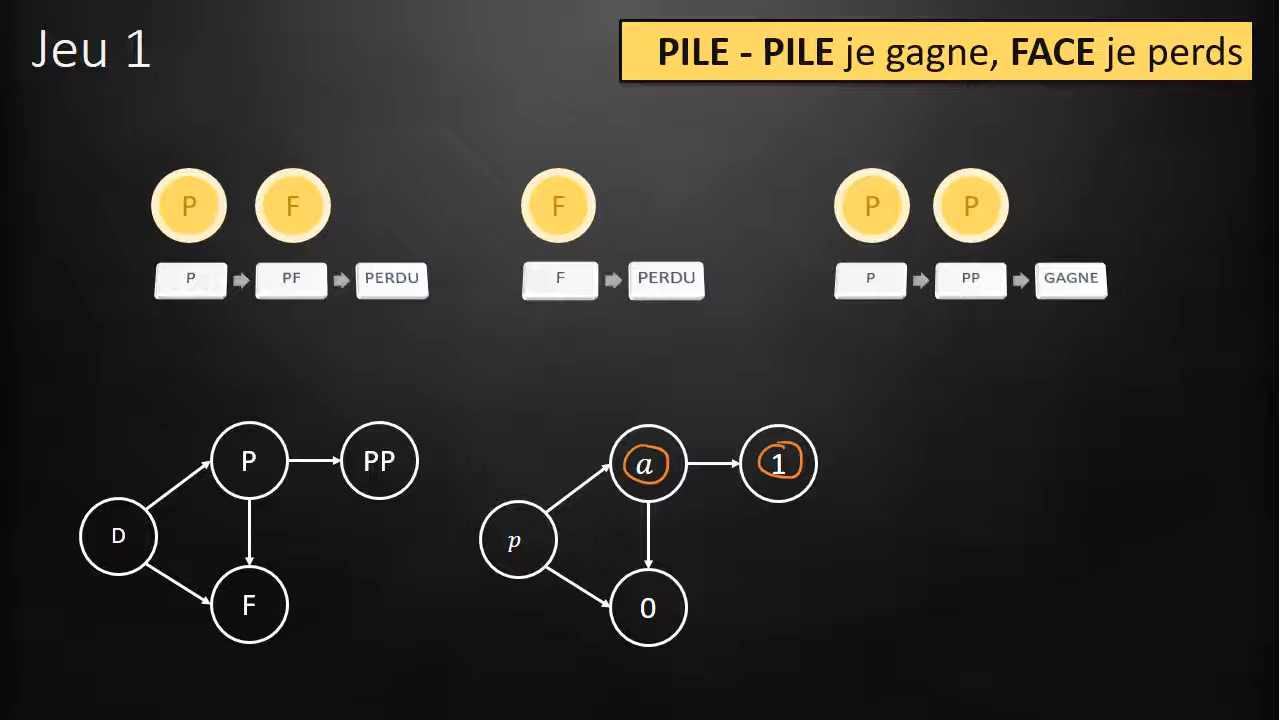 Jeu 1
PILE - PILE je gagne, FACE je perds
P F
F
P P
P PF PERDU
F PERDU
P PP GAGNE
P PP
D
F
a 1
p
0